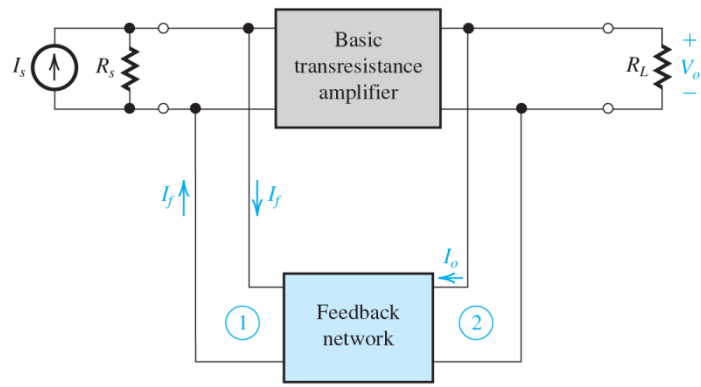 Basic
transresistance
amplifier
I_s
R_s
R_L
+
V_o
−
I_f
I_f
I_o
1
2
Feedback
network